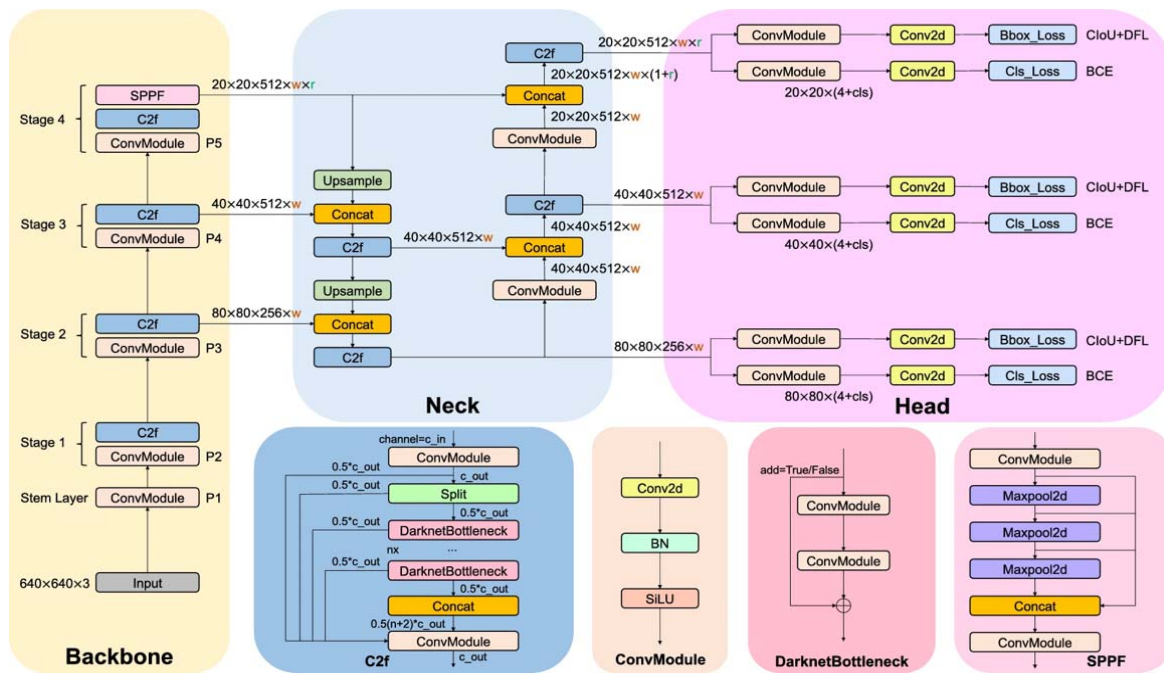 Stage 4
SPPF
C2f
ConvModule
P5
20×20×512×w×r
Stage 3
C2f
ConvModule
P4
40×40×512×w
Stage 2
C2f
ConvModule
P3
80×80×256×w
Stage 1
C2f
ConvModule
P2
Stem Layer
ConvModule
P1
640×640×3
Input
Backbone
Upsample
Concat
C2f
40×40×512×w
Upsample
Concat
C2f
C2f
20×20×512×w×r
20×20×512×w×(1+r)
Concat
20×20×512×w
ConvModule
C2f
40×40×512×w
40×40×512×w
Concat
40×40×512×w
ConvModule
80×80×256×w
Neck
ConvModule
Conv2d
Bbox_Loss
CIoU+DFL
ConvModule
Conv2d
Cls_Loss
BCE
20×20×(4+cls)
ConvModule
Conv2d
Bbox_Loss
CIoU+DFL
ConvModule
Conv2d
Cls_Loss
BCE
40×40×(4+cls)
ConvModule
Conv2d
Bbox_Loss
CIoU+DFL
ConvModule
Conv2d
Cls_Loss
BCE
80×80×(4+cls)
Head
channel=c_in
ConvModule
0.5*c_out
c_out
0.5*c_out
Split
0.5*c_out
0.5*c_out
DarknetBottleneck
nx
...
0.5*c_out
DarknetBottleneck
0.5*c_out
Concat
0.5(n+2)*c_out
ConvModule
C2f
c_out
Conv2d
BN
SiLU
ConvModule
add=True/False
ConvModule
ConvModule
DarknetBottleneck
ConvModule
Maxpool2d
Maxpool2d
Maxpool2d
Concat
ConvModule
SPPF